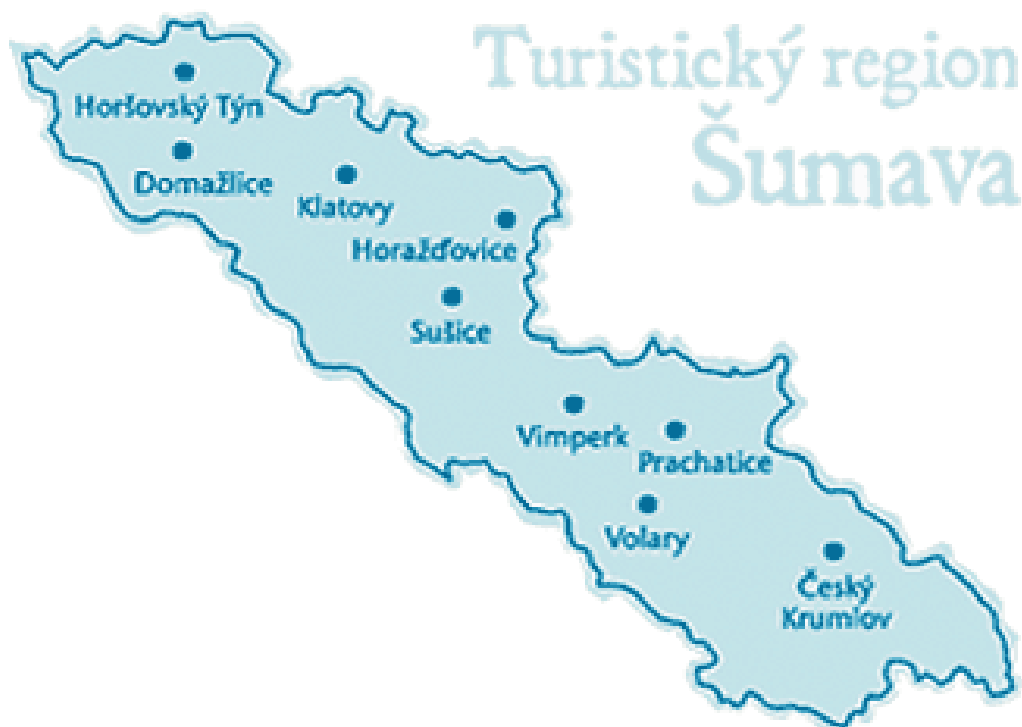 Turistický region
Šumava
Horšovský Týn
Domažlice
Klatovy
Horažďovice
Sušice
Vimperk
Prachatice
Volary
Český
Krumlov